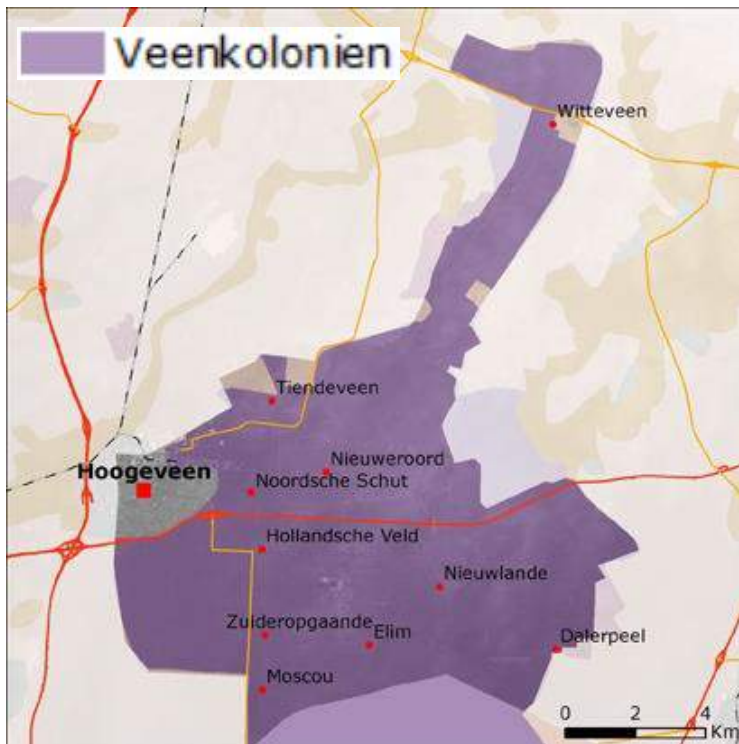 Veenkolonien
Witteveen
Tiendeveen
Nieuweroord
Hoogeveen
Noordsche Schut
Hollandsche Veld
Nieuwlande
Zuideropgaande
Elim
Dalerpeel
Moscou
0 2 4
Km